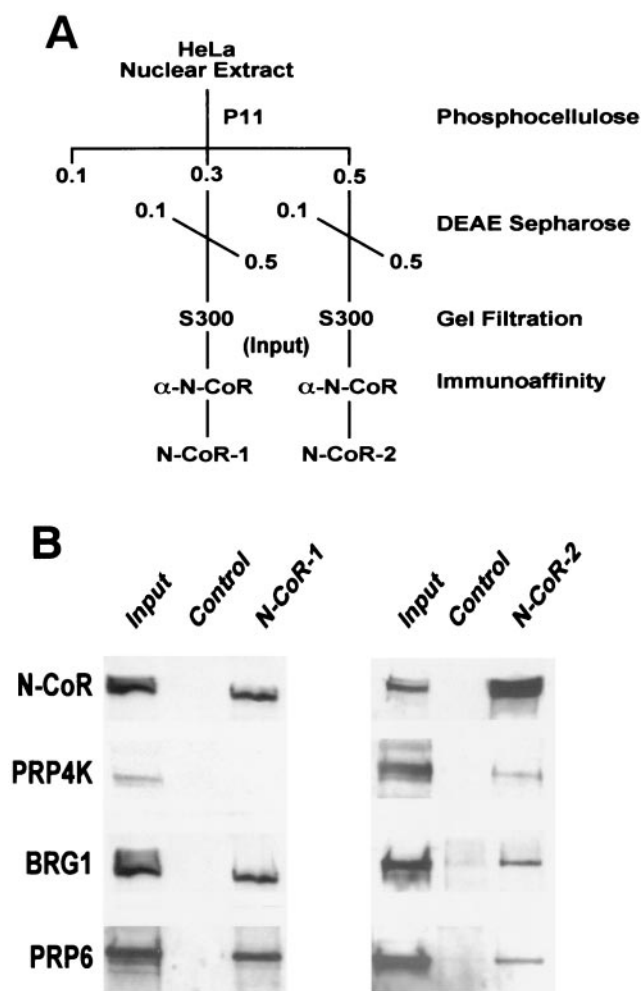 A
HeLa
Nuclear Extract
P11
Phosphocellulose
0.1
0.3
0.5
0.1
0.5
0.1
0.5
DEAE Sepharose
S300
S300
Gel Filtration
(Input)
α-N-CoR
α-N-CoR
Immunoaffinity
N-CoR-1
N-CoR-2
B
Input
Control
N-CoR-1
Input
Control
N-CoR-2
N-CoR
PRP4K
BRG1
PRP6